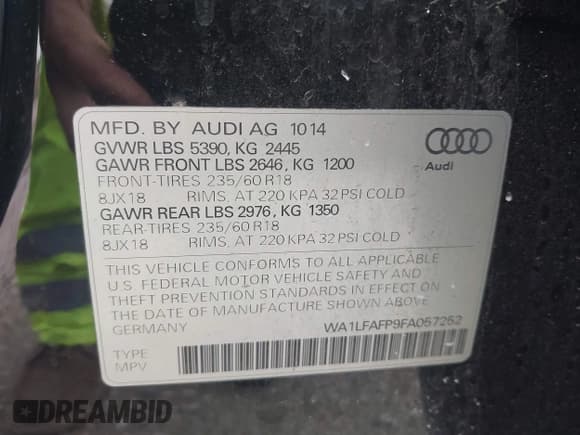 MFD. BY AUDI AG 10 14
GVWR LBS 5390, KG 2445
GAWR FRONT LBS 2646, KG 1200
FRONT-TIRES 235/60 R18
8JX18 RIMS, AT 220 KPA 32 PSI COLD
GAWR REAR LBS 2976, KG 1350
REAR-TIRES 235/60 R18
8JX18 RIMS, AT 220 KPA 32 PSI COLD
Audi
THIS VEHICLE CONFORMS TO ALL APPLICABLE
U.S. FEDERAL MOTOR VEHICLE SAFETY AND
THEFT PREVENTION STANDARDS IN EFFECT ON
THE DATE OF MANUFACTURE SHOWN ABOVE.
GERMANY WA1LFAFP9FA057252
TYPE
MPV
DREAMBID